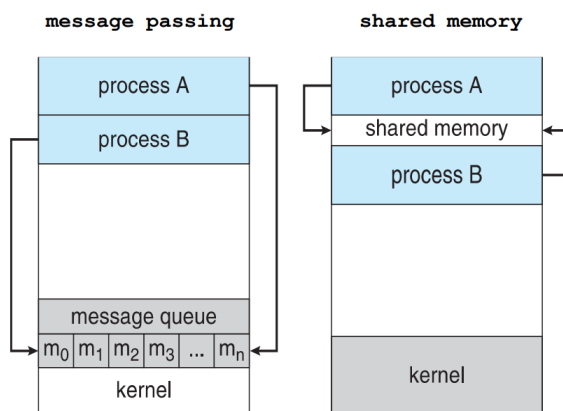 message passing
process A
process B
message queue
m0 m1 m2 m3 ... mn
kernel
shared memory
process A
shared memory
process B
kernel